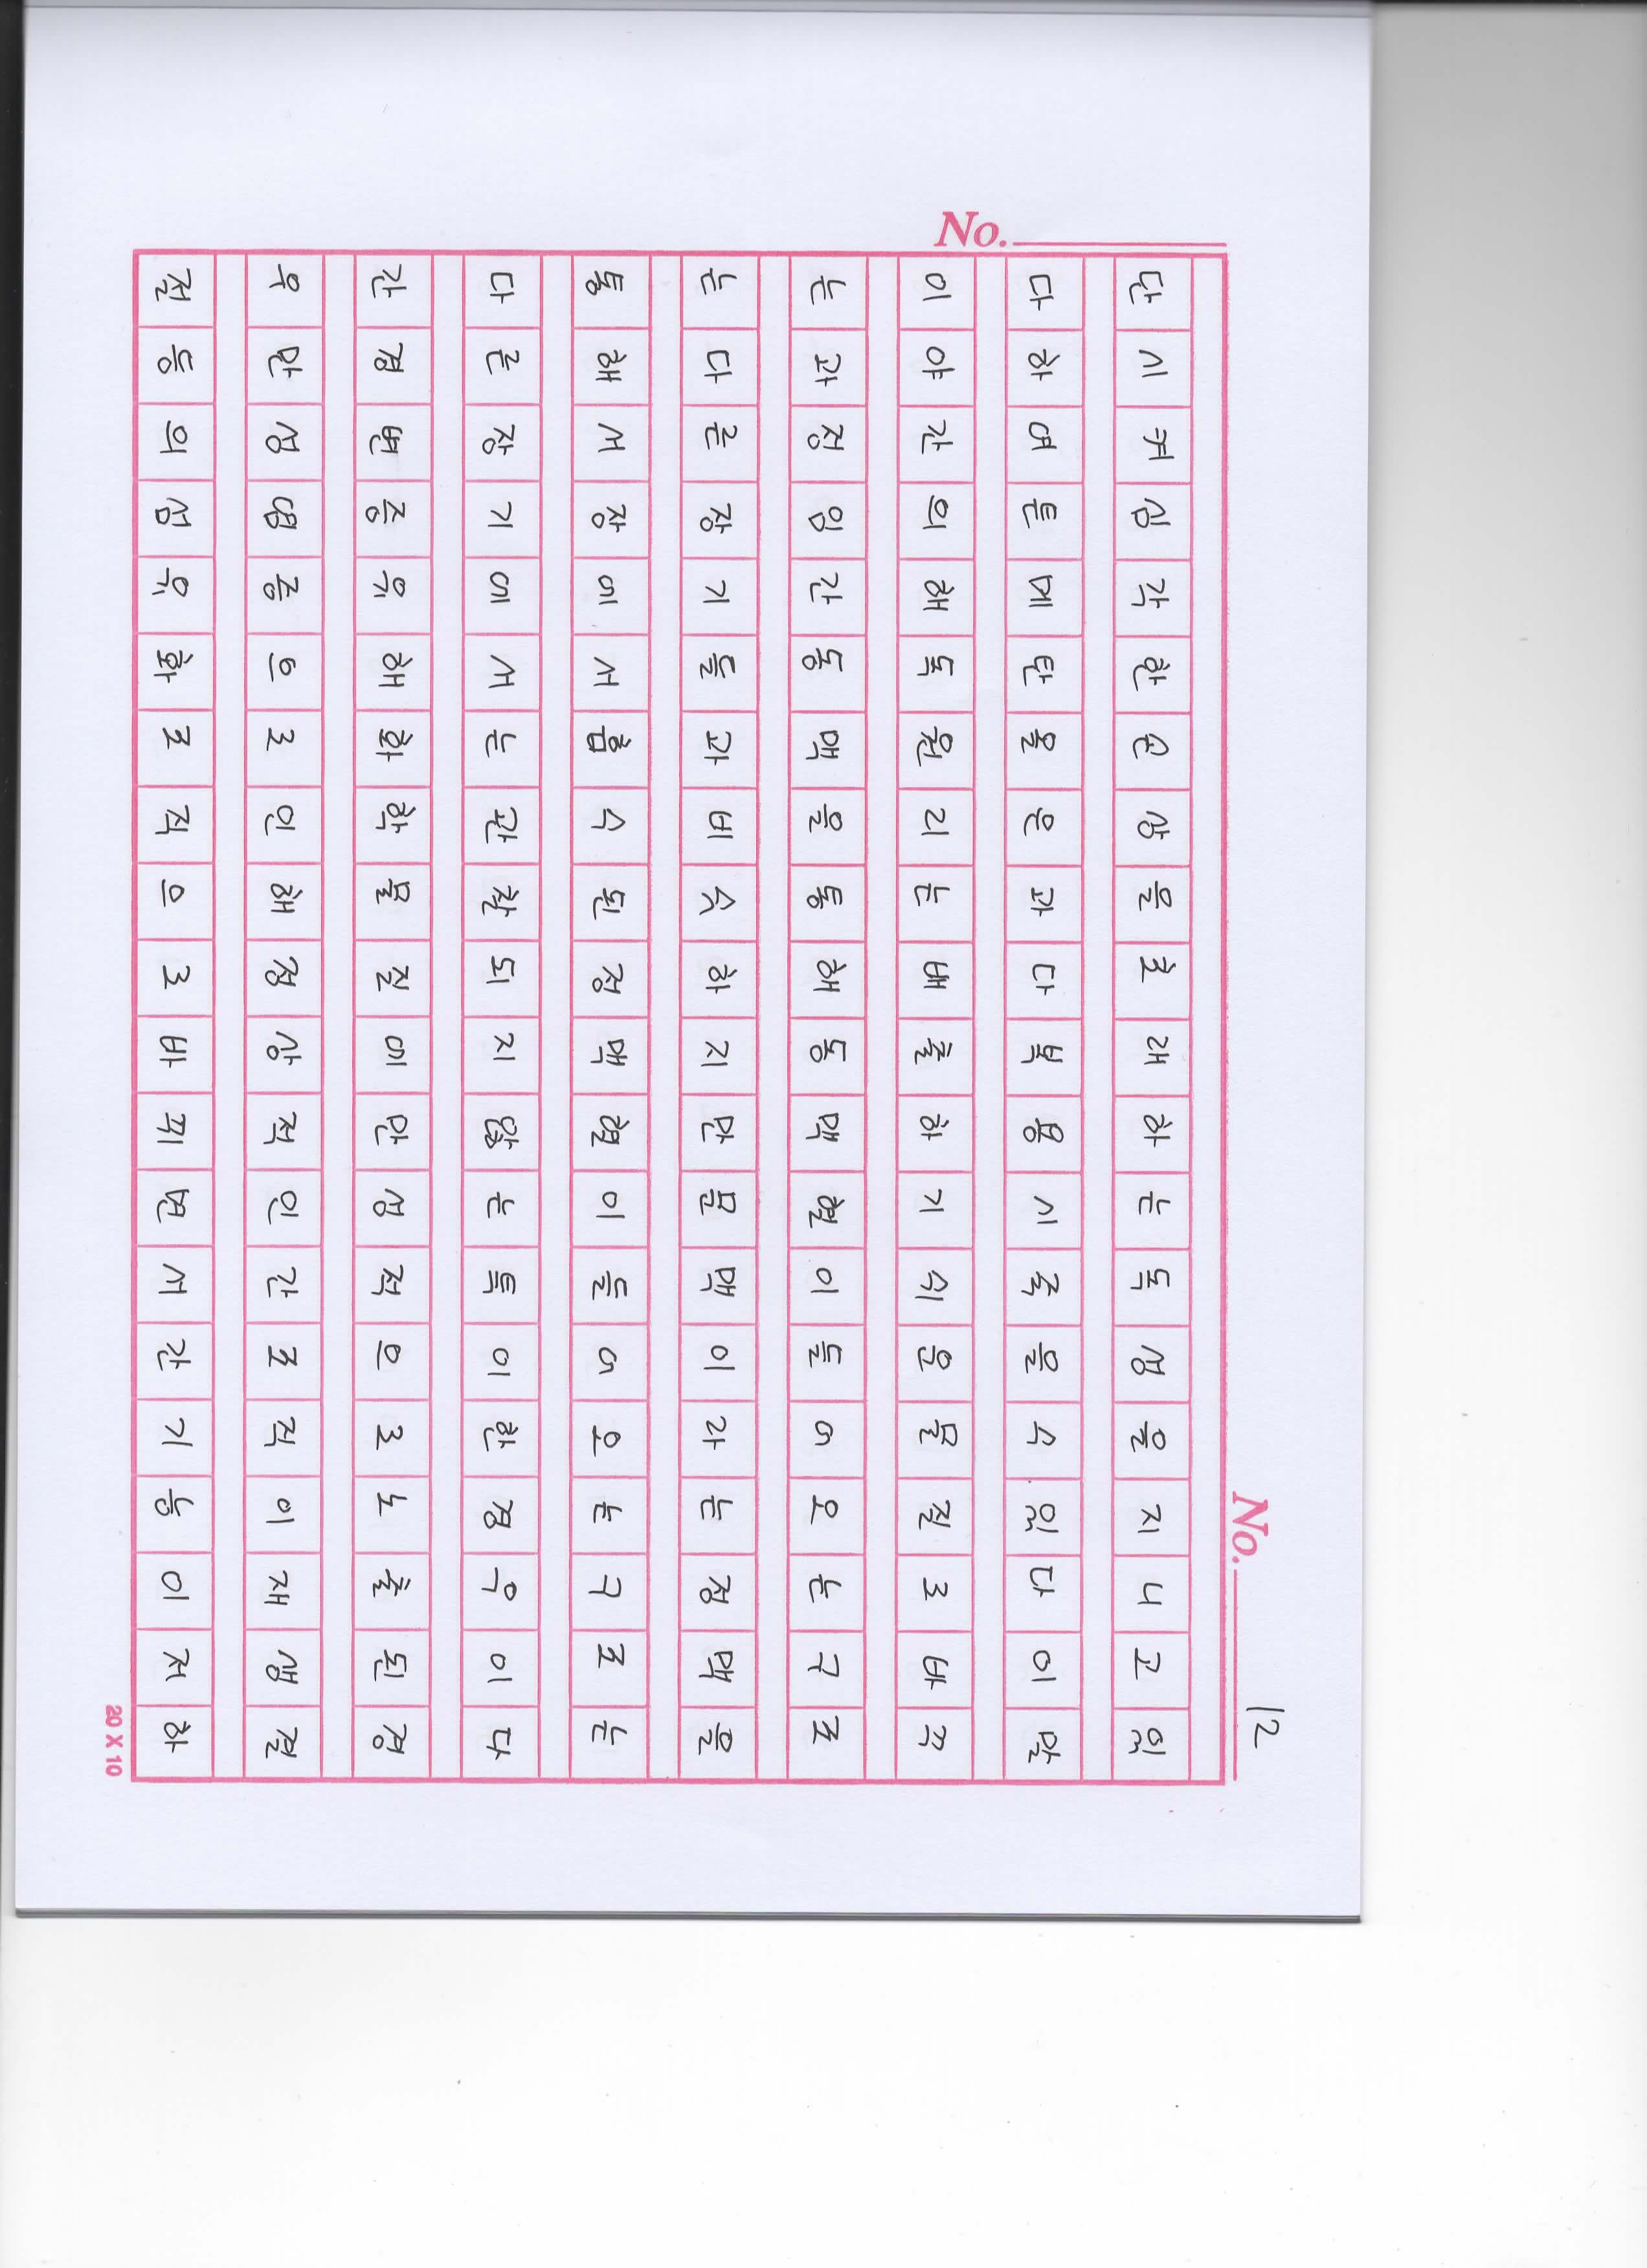 No. 12
No.
단시켜심각한손상을초래하는독성을지니고있
다하여튼메탄올은과다복용시죽을수있다이말
이야간의해독원리는배출하기쉬운물질로바꾸
는과정임간동맥을통해동맥혈이들어오는구조
는다른장기들과비슷하지만문맥이라는정맥을
통해서장에서흡수된정맥혈이들어오는구조는
다른장기에서는관찰되지않는특이한경우이다
간경변증유해화학물질에만성적으로노출된경
우만성염증으로인해정상적인간조직이재생결
절등의섬유화조직으로바뀌면서간기능이저하
20 X 10